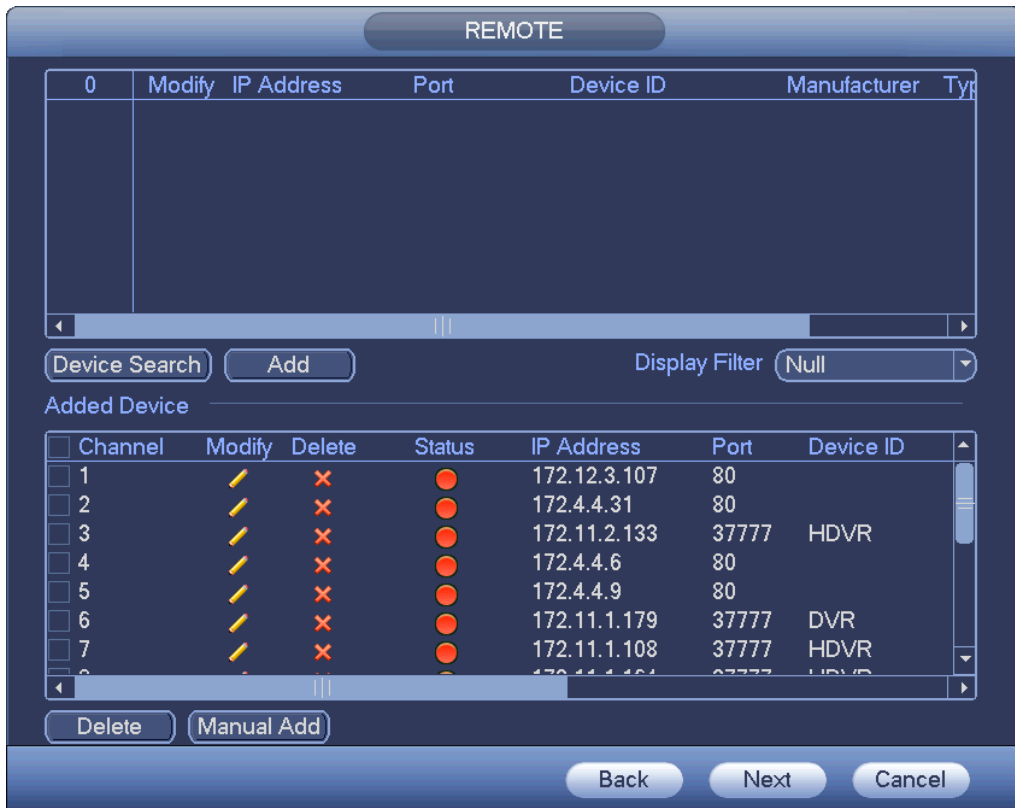 REMOTE
0 Modify IP Address Port Device ID Manufacturer Typ
Device Search Add Display Filter Null
Added Device
Channel Modify Delete Status IP Address Port Device ID
1 172.12.3.107 80
2 172.4.4.31 80
3 172.11.2.133 37777 HDVR
4 172.4.4.6 80
5 172.4.4.9 80
6 172.11.1.179 37777 DVR
7 172.11.1.108 37777 HDVR
Delete Manual Add
Back Next Cancel